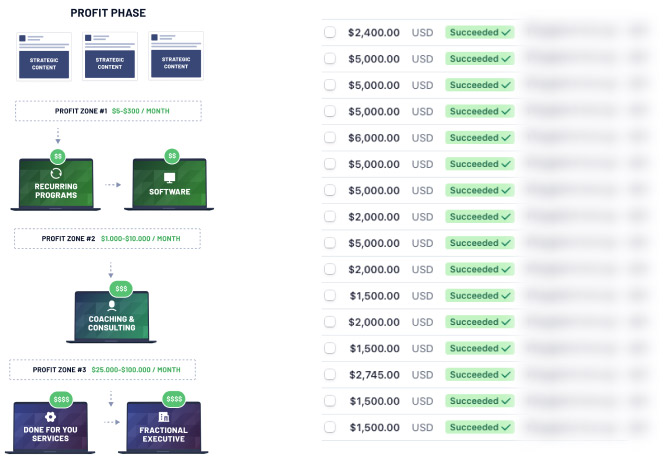 PROFIT PHASE
STRATEGIC
CONTENT
STRATEGIC
CONTENT
STRATEGIC
CONTENT
PROFIT ZONE #1 $5-$300 / MONTH
$$
RECURRING
PROGRAMS
$$
SOFTWARE
PROFIT ZONE #2 $1.000-$10.000 / MONTH
$$$
COACHING &
CONSULTING
PROFIT ZONE #3 $25.000-$100.000 / MONTH
$$$$
DONE FOR YOU
SERVICES
$$$$
FRACTIONAL
EXECUTIVE
$2,400.00 USD Succeeded
$5,000.00 USD Succeeded
$5,000.00 USD Succeeded
$5,000.00 USD Succeeded
$6,000.00 USD Succeeded
$5,000.00 USD Succeeded
$5,000.00 USD Succeeded
$2,000.00 USD Succeeded
$5,000.00 USD Succeeded
$2,000.00 USD Succeeded
$1,500.00 USD Succeeded
$2,000.00 USD Succeeded
$1,500.00 USD Succeeded
$2,745.00 USD Succeeded
$1,500.00 USD Succeeded
$1,500.00 USD Succeeded